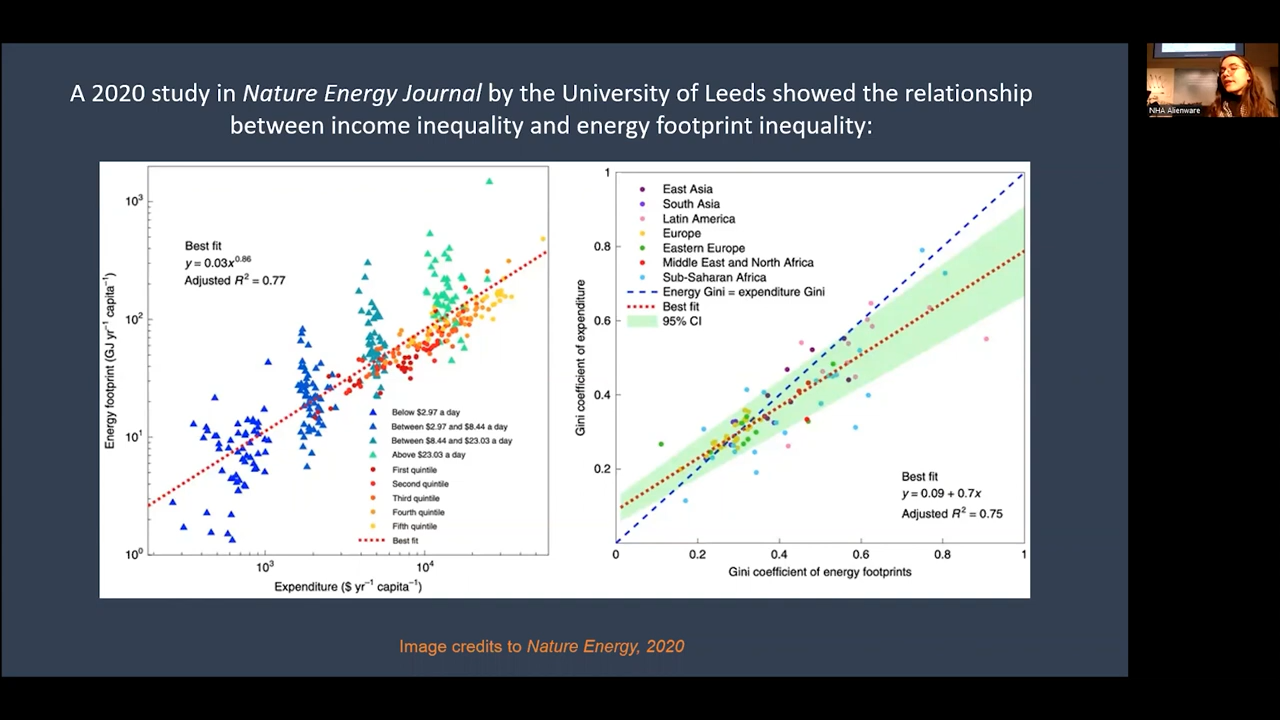 A 2020 study in Nature Energy Journal by the University of Leeds showed the relationship
between income inequality and energy footprint inequality:
Energy footprint (GJ yr⁻¹ capita⁻¹)
10³
10²
10¹
10⁰
Best fit
y = 0.03x^0.86
Adjusted R² = 0.77
Below $2.97 a day
Between $2.97 and $8.44 a day
Between $8.44 and $23.03 a day
Above $23.03 a day
First quintile
Second quintile
Third quintile
Fourth quintile
Fifth quintile
Best fit
10³
10⁴
Expenditure ($ yr⁻¹ capita⁻¹)
Gini coefficient of expenditure
1
0.8
0.6
0.4
0.2
East Asia
South Asia
Latin America
Europe
Eastern Europe
Middle East and North Africa
Sub-Saharan Africa
Energy Gini = expenditure Gini
Best fit
95% CI
Best fit
y = 0.09 + 0.7x
Adjusted R² = 0.75
0
0.2
0.4
0.6
0.8
1
Gini coefficient of energy footprints
Image credits to Nature Energy, 2020
NHA Alienware